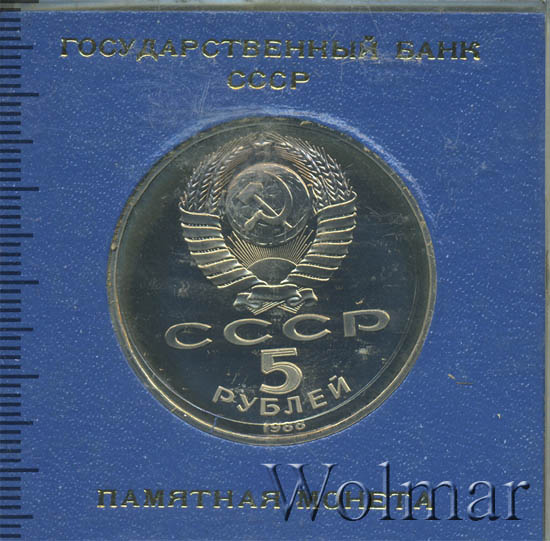 ГОСУДАРСТВЕННЫЙ БАНК
СССР
СССР
5
РУБЛЕЙ
1988
ПАМЯТНАЯ МОНЕТА
Wolmar